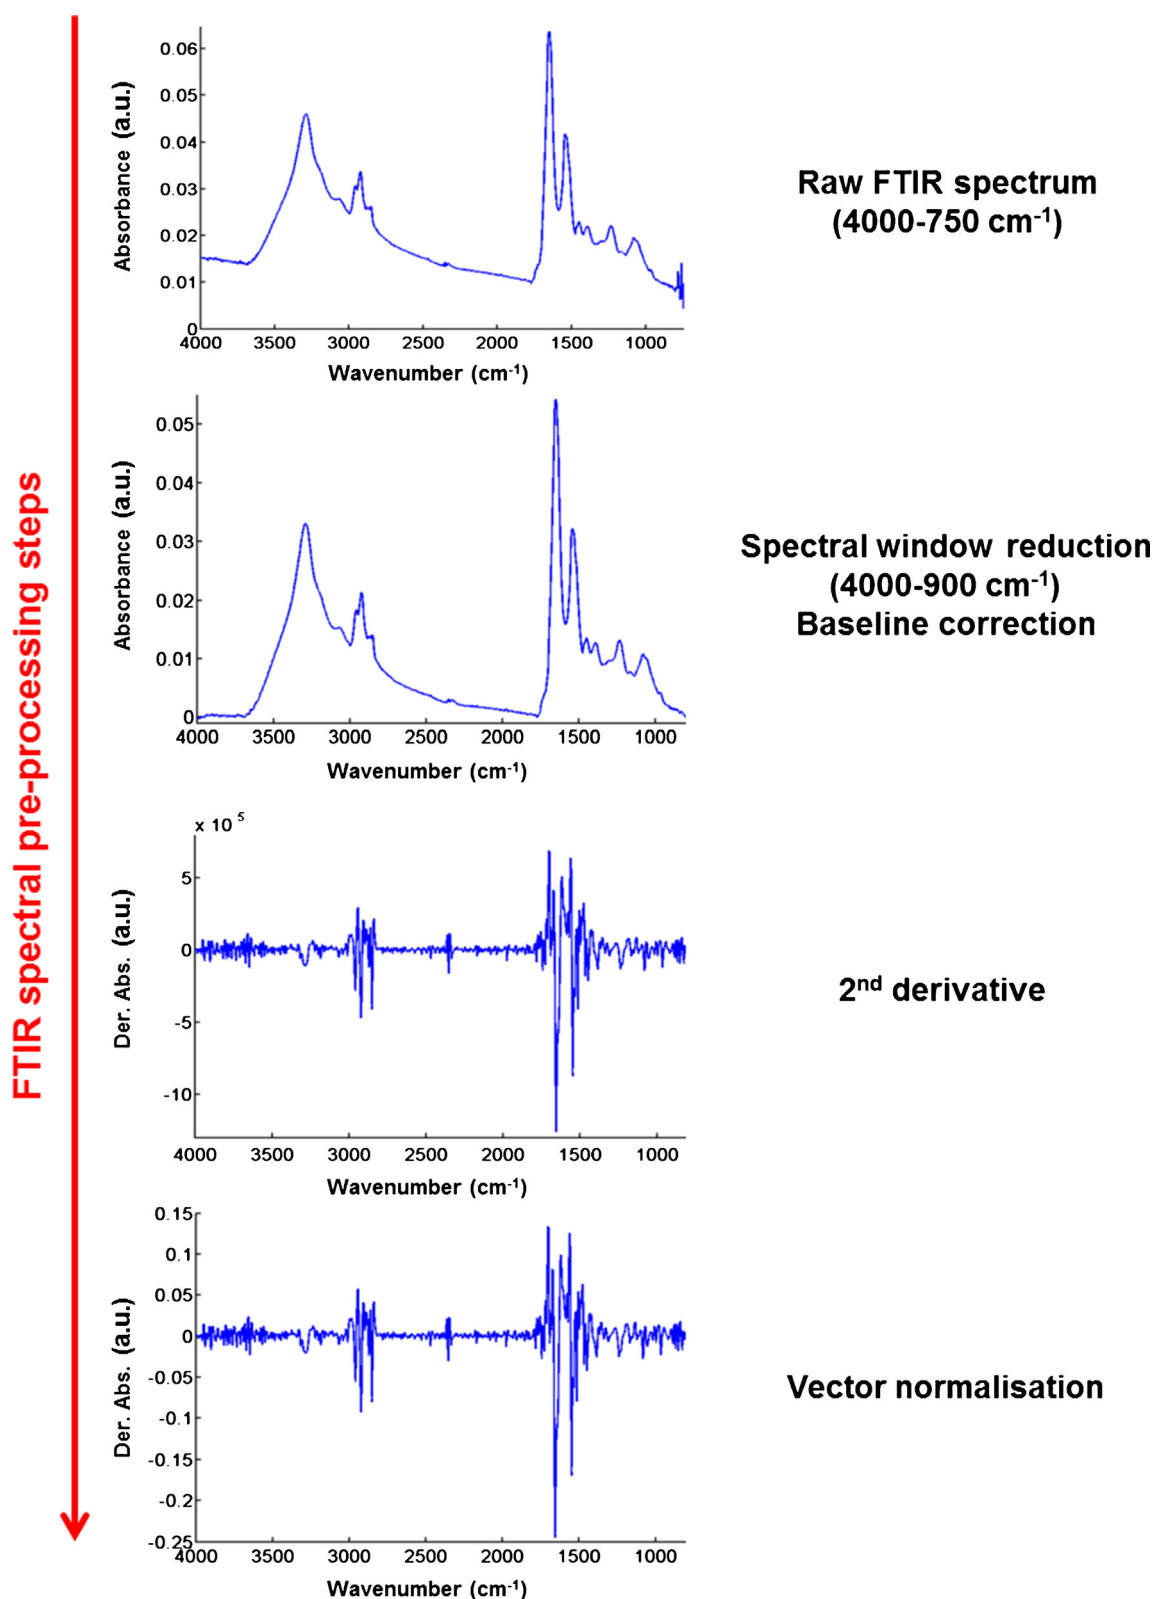 FTIR spectral pre-processing steps
Absorbance (a.u.)
0.06
0.05
0.04
0.03
0.02
0.01
0
4000 3500 3000 2500 2000 1500 1000
Wavenumber (cm-1)
Raw FTIR spectrum
(4000-750 cm-1)
Absorbance (a.u.)
0.05
0.04
0.03
0.02
0.01
0
4000 3500 3000 2500 2000 1500 1000
Wavenumber (cm-1)
Spectral window reduction
(4000-900 cm-1)
Baseline correction
Der. Abs. (a.u.)
x 10 5
5
0
-5
-10
4000 3500 3000 2500 2000 1500 1000
Wavenumber (cm-1)
2nd derivative
Der. Abs. (a.u.)
0.15
0.1
0.05
0
-0.05
-0.1
-0.15
-0.2
-0.25
4000 3500 3000 2500 2000 1500 1000
Wavenumber (cm-1)
Vector normalisation